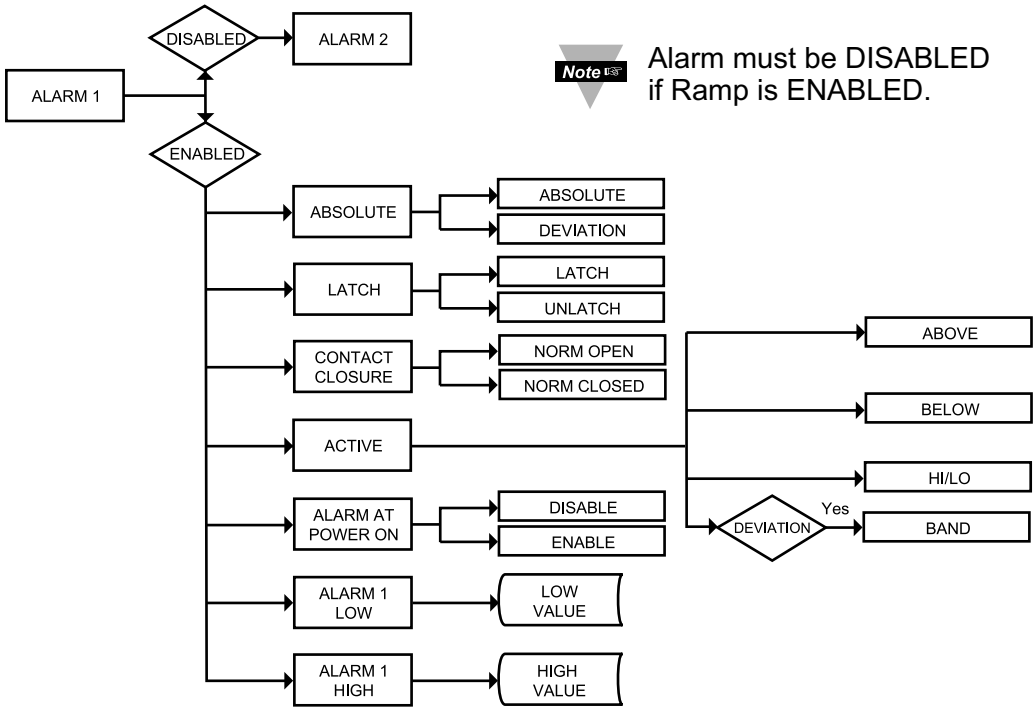 DISABLED
ALARM 2
Note ☞
Alarm must be DISABLED
if Ramp is ENABLED.
ALARM 1
ENABLED
ABSOLUTE
ABSOLUTE
DEVIATION
LATCH
LATCH
UNLATCH
CONTACT
CLOSURE
NORM OPEN
NORM CLOSED
ACTIVE
ABOVE
BELOW
HI/LO
DEVIATION
Yes
BAND
ALARM AT
POWER ON
DISABLE
ENABLE
ALARM 1
LOW
LOW
VALUE
ALARM 1
HIGH
HIGH
VALUE